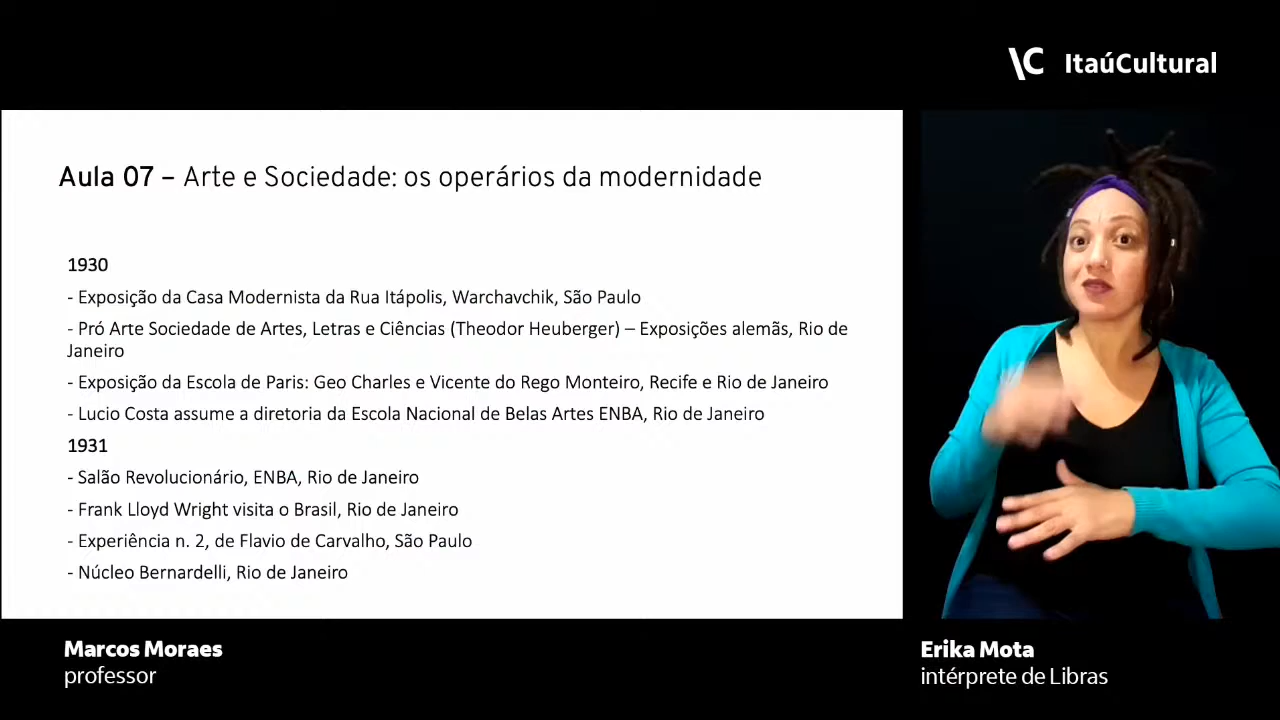 \C ItaúCultural
Aula 07 – Arte e Sociedade: os operários da modernidade
1930
- Exposição da Casa Modernista da Rua Itápolis, Warchavchik, São Paulo
- Pró Arte Sociedade de Artes, Letras e Ciências (Theodor Heuberger) – Exposições alemãs, Rio de
Janeiro
- Exposição da Escola de Paris: Geo Charles e Vicente do Rego Monteiro, Recife e Rio de Janeiro
- Lucio Costa assume a diretoria da Escola Nacional de Belas Artes ENBA, Rio de Janeiro
1931
- Salão Revolucionário, ENBA, Rio de Janeiro
- Frank Lloyd Wright visita o Brasil, Rio de Janeiro
- Experiência n. 2, de Flavio de Carvalho, São Paulo
- Núcleo Bernardelli, Rio de Janeiro
Marcos Moraes
professor
Erika Mota
intérprete de Libras